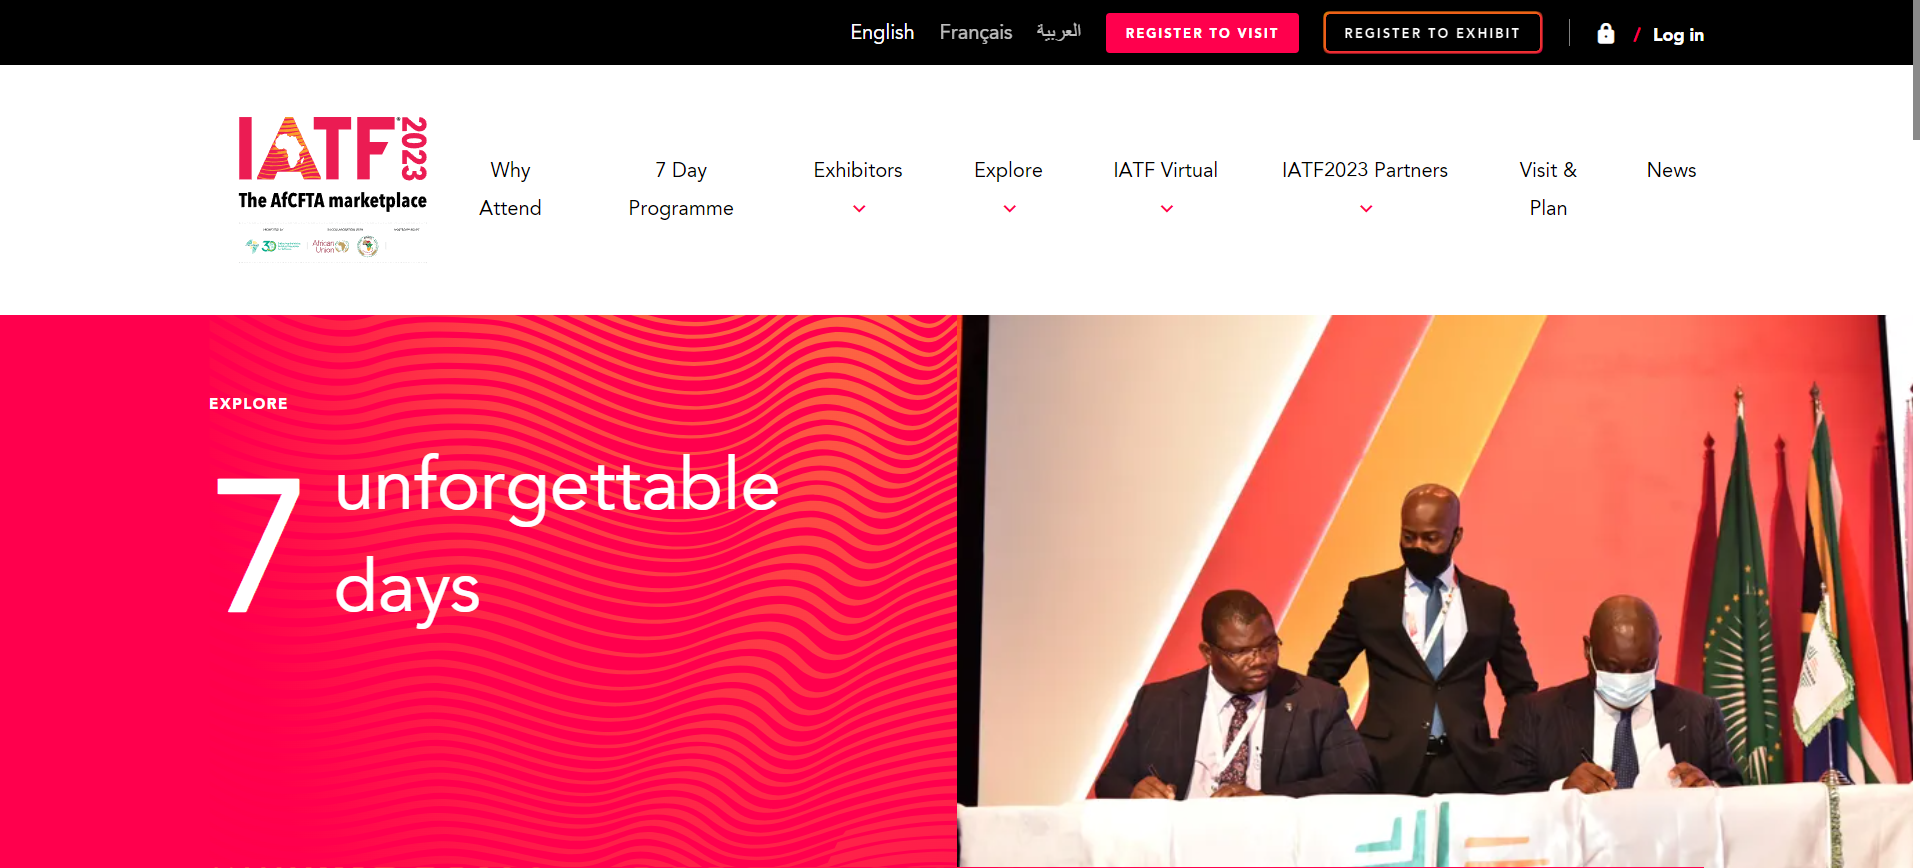 English Français العربية REGISTER TO VISIT REGISTER TO EXHIBIT / Log in
IATF 2023
The AfCFTA marketplace
African
Union
Why
Attend
7 Day
Programme
Exhibitors
Explore
IATF Virtual
IATF2023 Partners
Visit &
Plan
News
EXPLORE
7 unforgettable
days